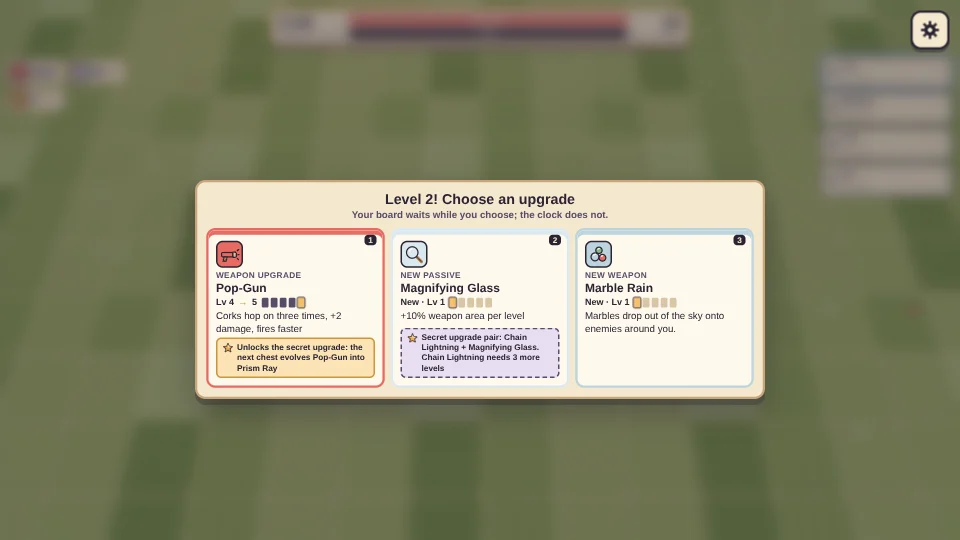 Level 2! Choose an upgrade
Your board waits while you choose; the clock does not.
1
WEAPON UPGRADE
Pop-Gun
Lv 4 → 5
Corks hop on three times, +2
damage, fires faster
Unlocks the secret upgrade: the
next chest evolves Pop-Gun into
Prism Ray
2
NEW PASSIVE
Magnifying Glass
New · Lv 1
+10% weapon area per level
Secret upgrade pair: Chain
Lightning + Magnifying Glass.
Chain Lightning needs 3 more
levels
3
NEW WEAPON
Marble Rain
New · Lv 1
Marbles drop out of the sky onto
enemies around you.